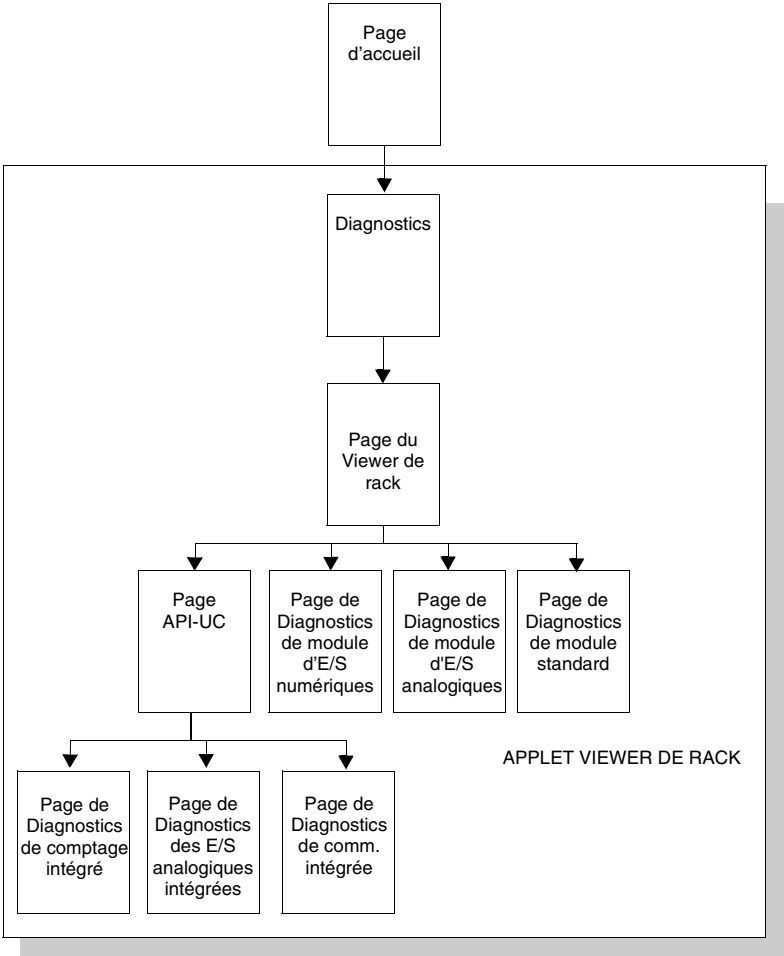 Page
d’accueil
Diagnostics
Page du
Viewer de
rack
Page
API-UC
Page de
Diagnostics
de module
d’E/S
numériques
Page de
Diagnostics
de module
d'E/S
analogiques
Page de
Diagnostics
de module
standard
APPLET VIEWER DE RACK
Page de
Diagnostics
de comptage
intégré
Page de
Diagnostics
des E/S
analogiques
intégrées
Page de
Diagnostics
de comm.
intégrée